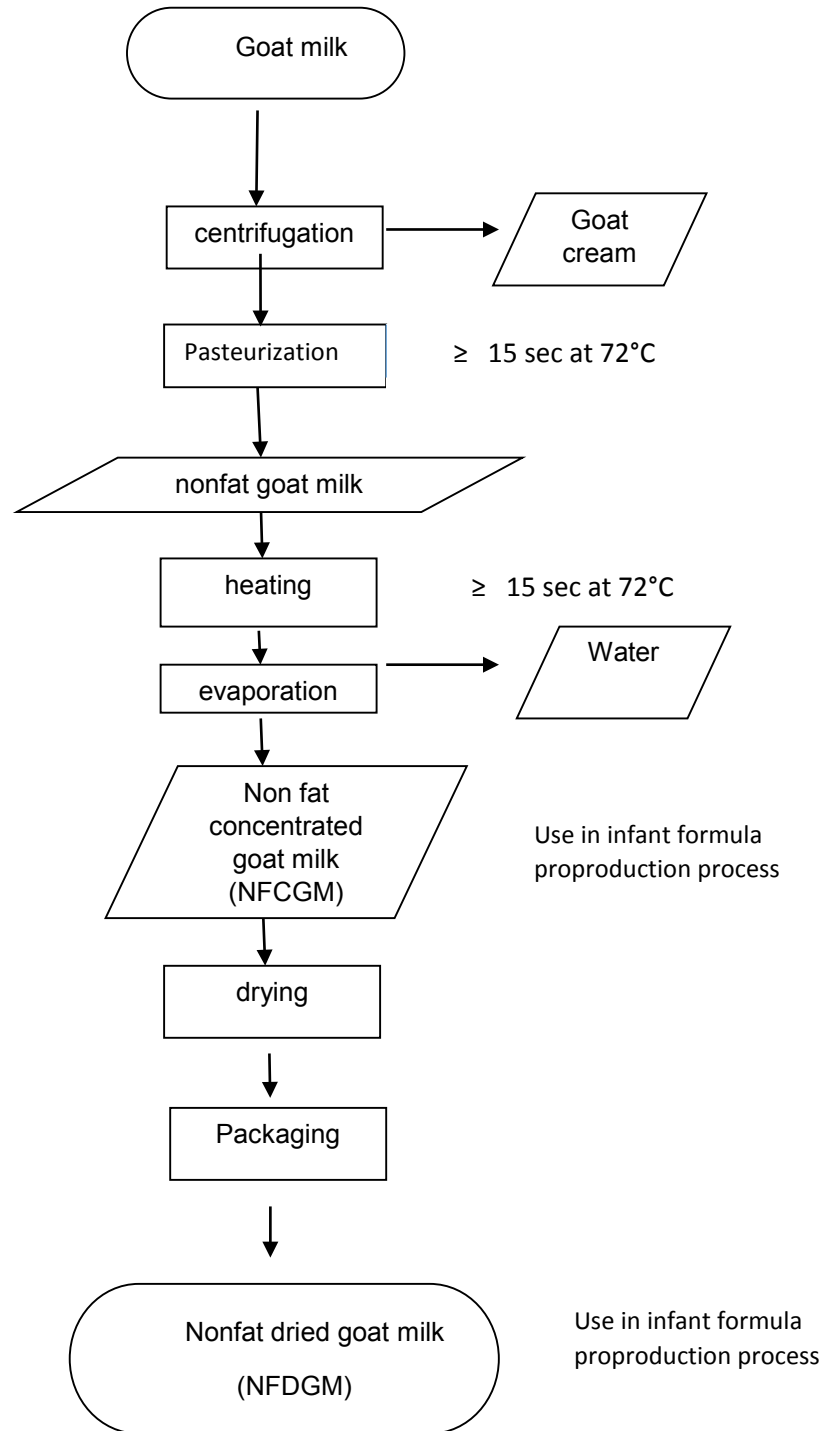 Goat milk
centrifugation
Goat
cream
Pasteurization
≥ 15 sec at 72°C
nonfat goat milk
heating
≥ 15 sec at 72°C
evaporation
Water
Non fat
concentrated
goat milk
(NFCGM)
Use in infant formula
proproduction process
drying
Packaging
Nonfat dried goat milk
(NFDGM)
Use in infant formula
proproduction process